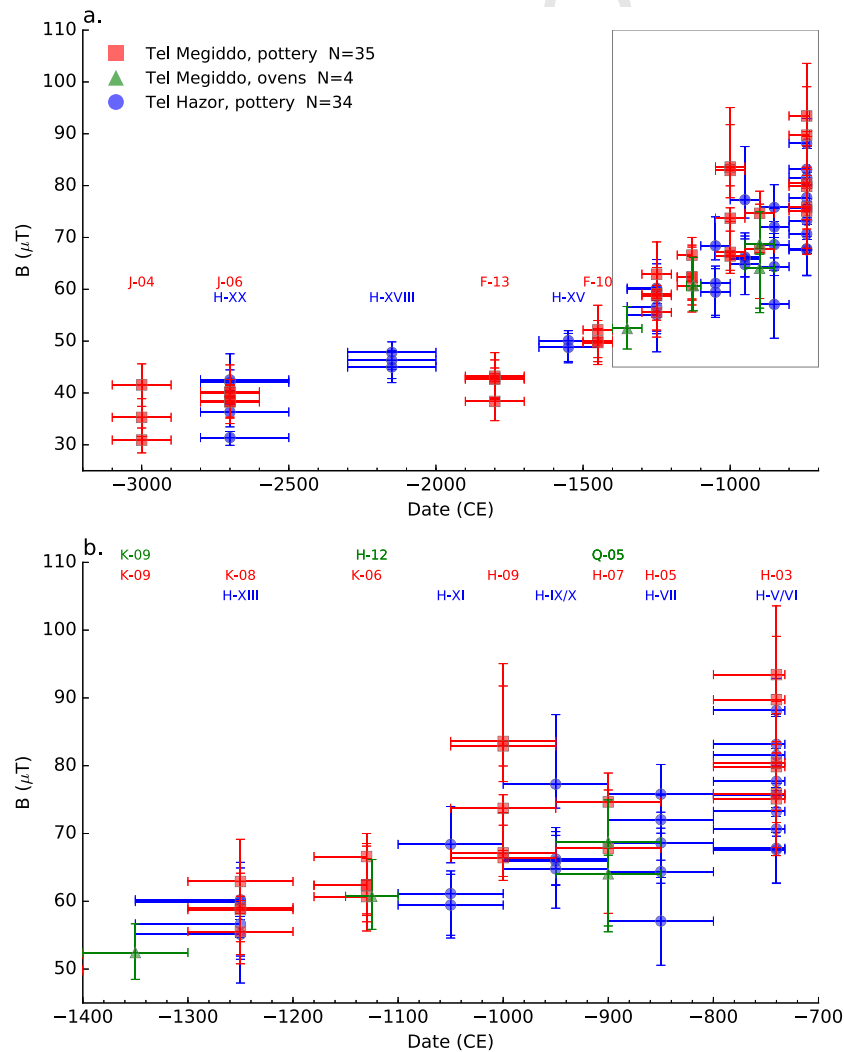 a.
110
100
90
80
70
60
50
40
30
B (μT)
Tel Megiddo, pottery N=35
Tel Megiddo, ovens N=4
Tel Hazor, pottery N=34
J-04
J-06
H-XX
H-XVIII
F-13
H-XV
F-10
−3000
−2500
−2000
−1500
−1000
Date (CE)
b.
110
100
90
80
70
60
50
B (μT)
K-09
H-12
Q-05
K-09
K-08
K-06
H-09
H-07
H-05
H-03
H-XIII
H-XI
H-IX/X
H-VII
H-V/VI
−1400
−1300
−1200
−1100
−1000
−900
−800
−700
Date (CE)